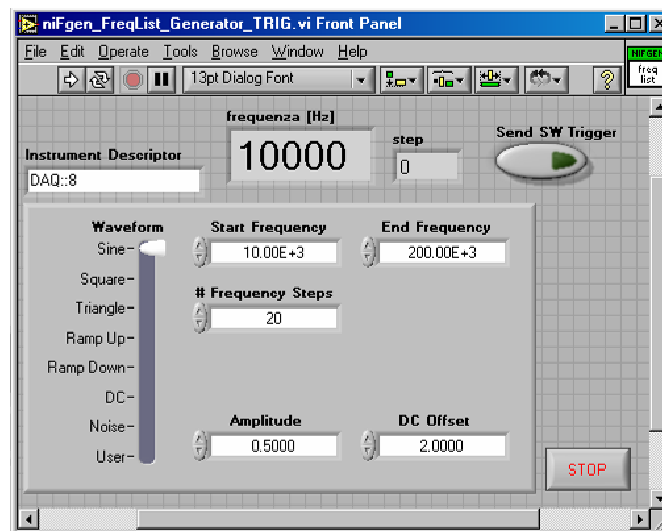 niFgen_FreqList_Generator_TRIG.vi Front Panel
File Edit Operate Tools Browse Window Help
13pt Dialog Font
?
NIFGEN
freq
list
frequenza [Hz]
10000
step
0
Send SW Trigger
Instrument Descriptor
DAQ::8
Waveform
Sine
Square
Triangle
Ramp Up
Ramp Down
DC
Noise
User
Start Frequency
10.00E+3
End Frequency
200.00E+3
# Frequency Steps
20
Amplitude
0.5000
DC Offset
2.0000
STOP